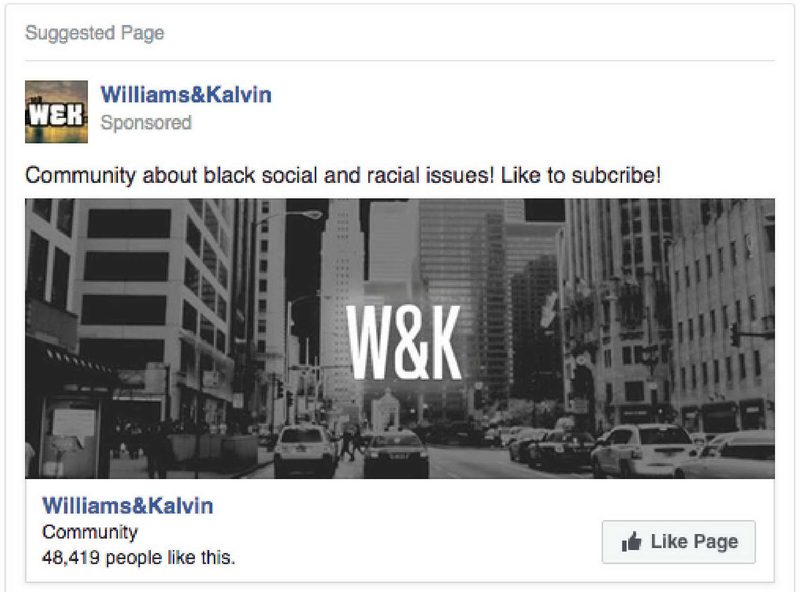 Suggested Page
W&K
Williams&Kalvin
Sponsored
Community about black social and racial issues! Like to subcribe!
W&K
Williams&Kalvin
Community
48,419 people like this.
Like Page